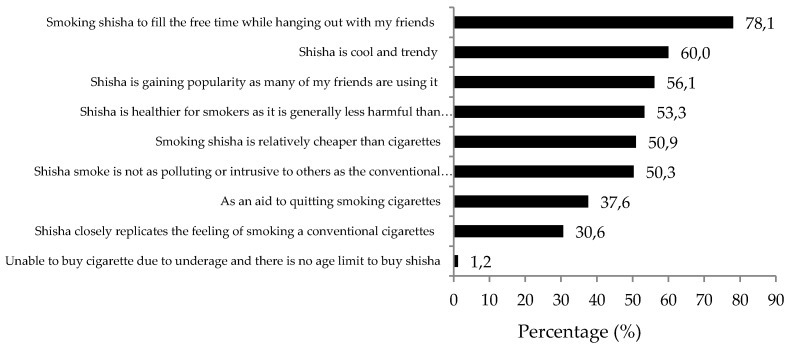 Smoking shisha to fill the free time while hanging out with my friends 78,1
Shisha is cool and trendy 60,0
Shisha is gaining popularity as many of my friends are using it 56,1
Shisha is healthier for smokers as it is generally less harmful than… 53,3
Smoking shisha is relatively cheaper than cigarettes 50,9
Shisha smoke is not as polluting or intrusive to others as the conventional… 50,3
As an aid to quitting smoking cigarettes 37,6
Shisha closely replicates the feeling of smoking a conventional cigarettes 30,6
Unable to buy cigarette due to underage and there is no age limit to buy shisha 1,2
0 10 20 30 40 50 60 70 80 90
Percentage (%)